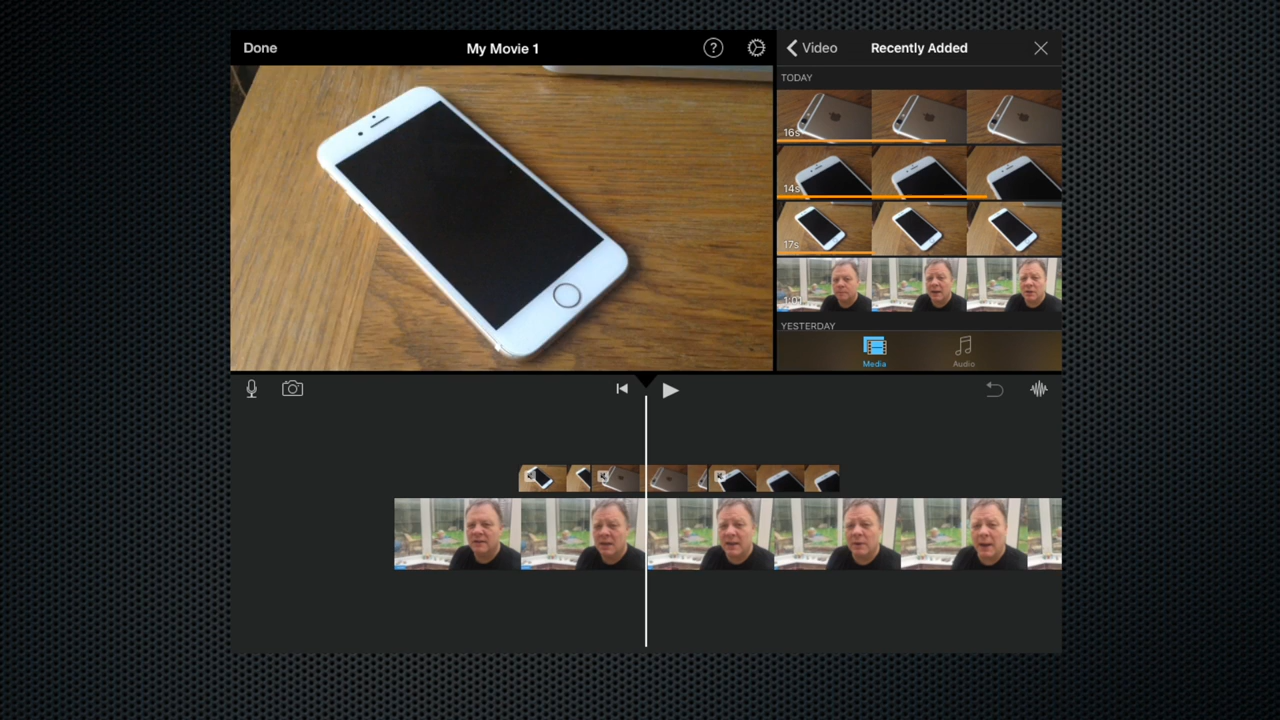 Done
My Movie 1
?
Video
Recently Added
TODAY
16s
14s
17s
YESTERDAY
Media
Audio